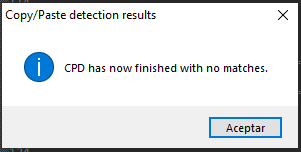 Copy/Paste detection results
CPD has now finished with no matches.
Aceptar